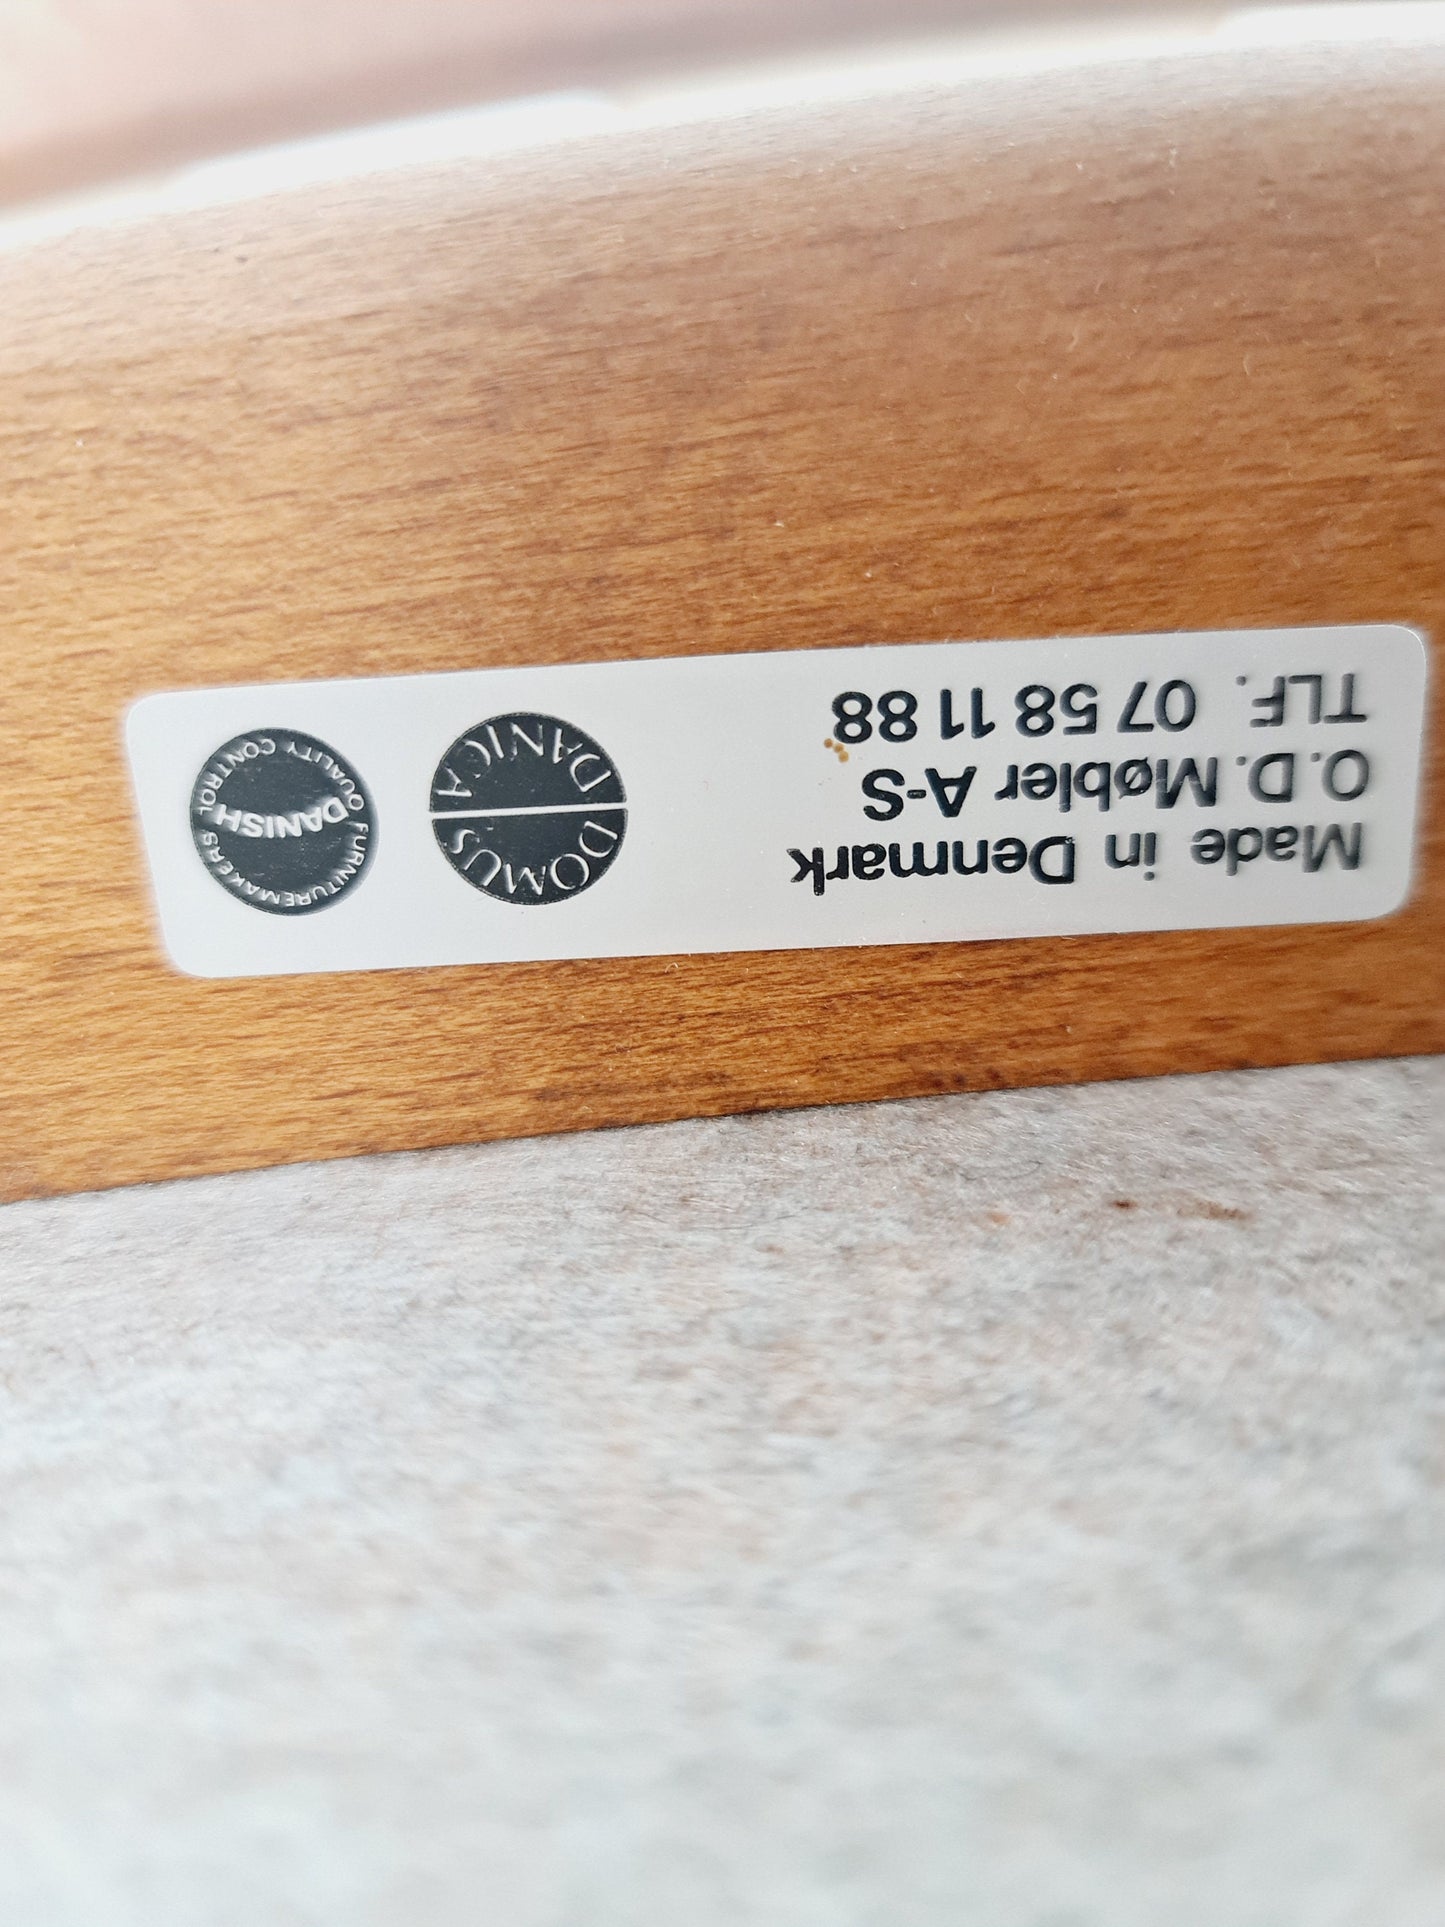 Made in Denmark
O.D. Møbler A-S
TLF. 07 58 11 88
DOMUS
DANICA
FURNITUREMAKERS
DANISH
QUALITY CONTROL